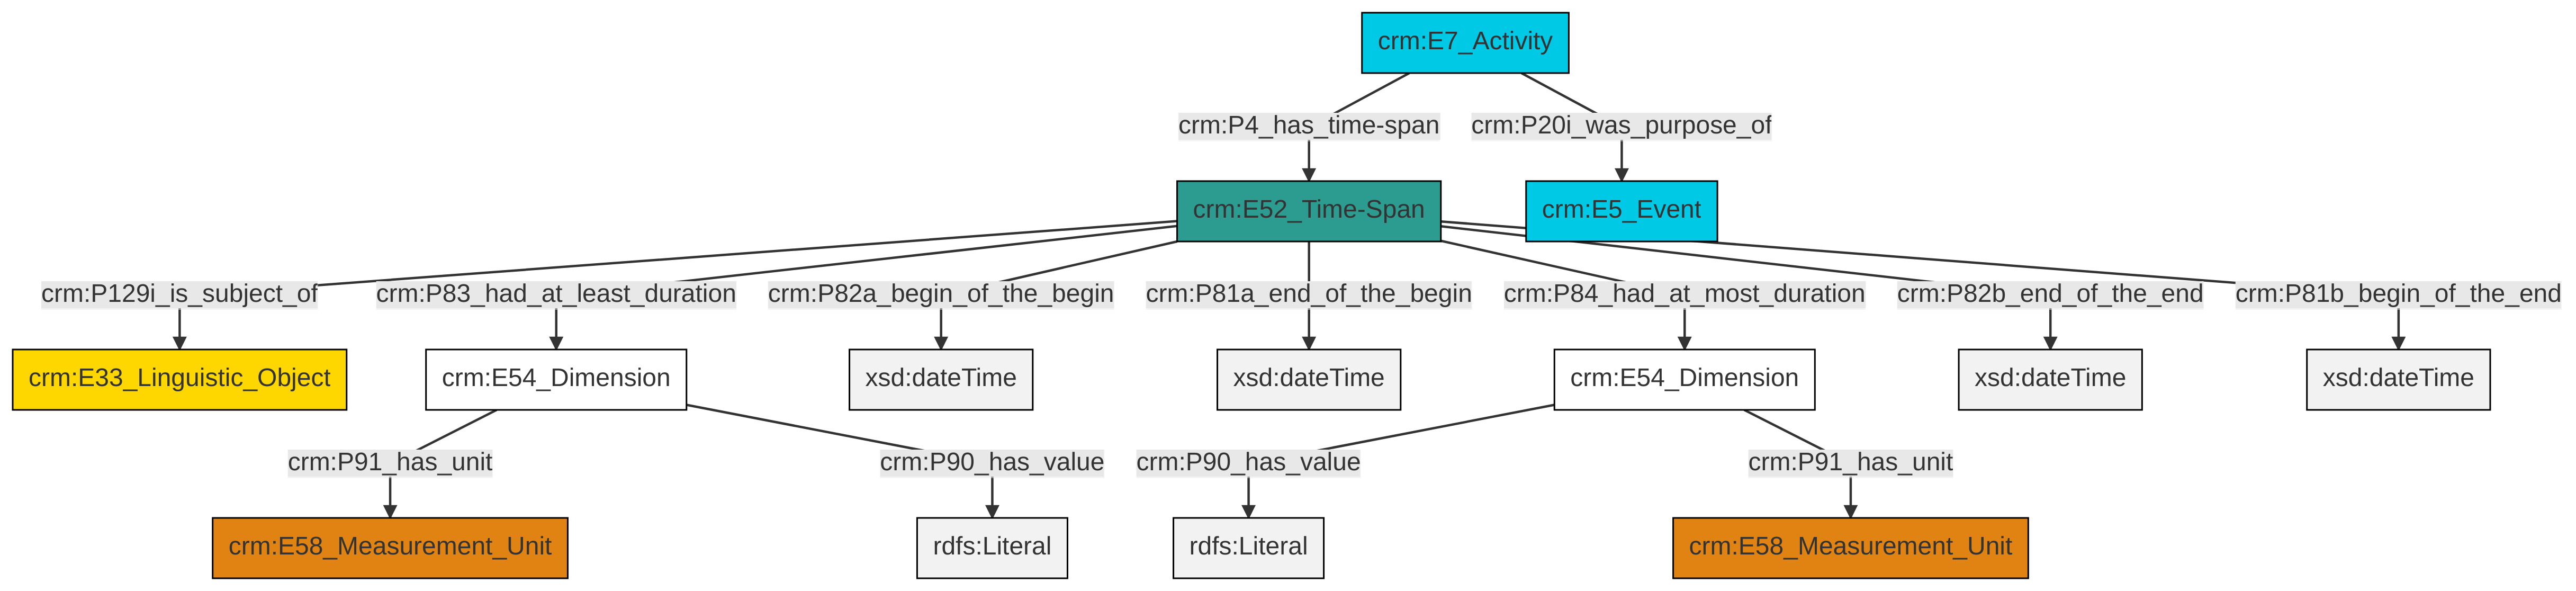 crm:E7_Activity
crm:P4_has_time-span
crm:P20i_was_purpose_of
crm:E52_Time-Span
crm:E5_Event
crm:P129i_is_subject_of
crm:P83_had_at_least_duration
crm:P82a_begin_of_the_begin
crm:P81a_end_of_the_begin
crm:P84_had_at_most_duration
crm:P82b_end_of_the_end
crm:P81b_begin_of_the_end
crm:E33_Linguistic_Object
crm:E54_Dimension
xsd:dateTime
xsd:dateTime
crm:E54_Dimension
xsd:dateTime
xsd:dateTime
crm:P91_has_unit
crm:P90_has_value
crm:P90_has_value
crm:P91_has_unit
crm:E58_Measurement_Unit
rdfs:Literal
rdfs:Literal
crm:E58_Measurement_Unit